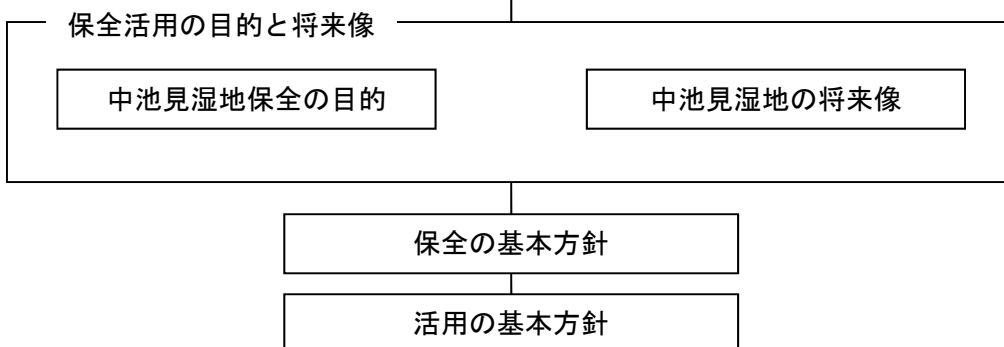 保全活用の目的と将来像
中池見湿地保全の目的
中池見湿地の将来像
保全の基本方針
活用の基本方針